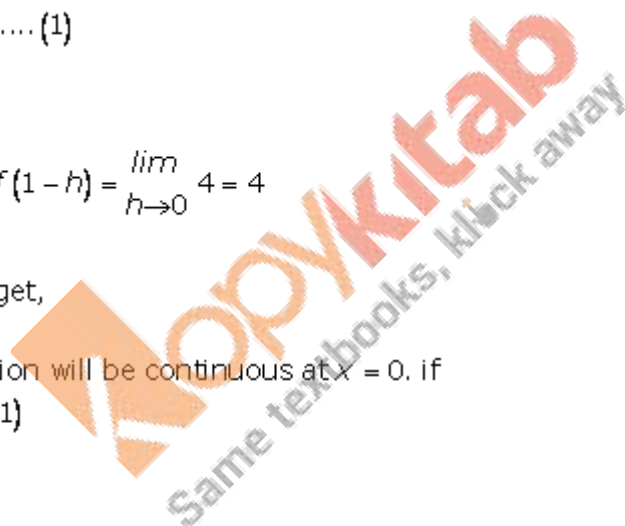 .... (1)
f (1 – h) = lim h→0 4 = 4
get,
ion will be continuous at x = 0. if
1)
kopykitab
Same textbooks, klick away